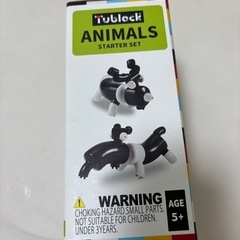 Tublock
ANIMALS
STARTER SET
WARNING
CHOKING HAZARD.SMALL PARTS.
NOT SUITABLE FOR CHILDREN,
UNDER 3YEARS.
AGE
5+